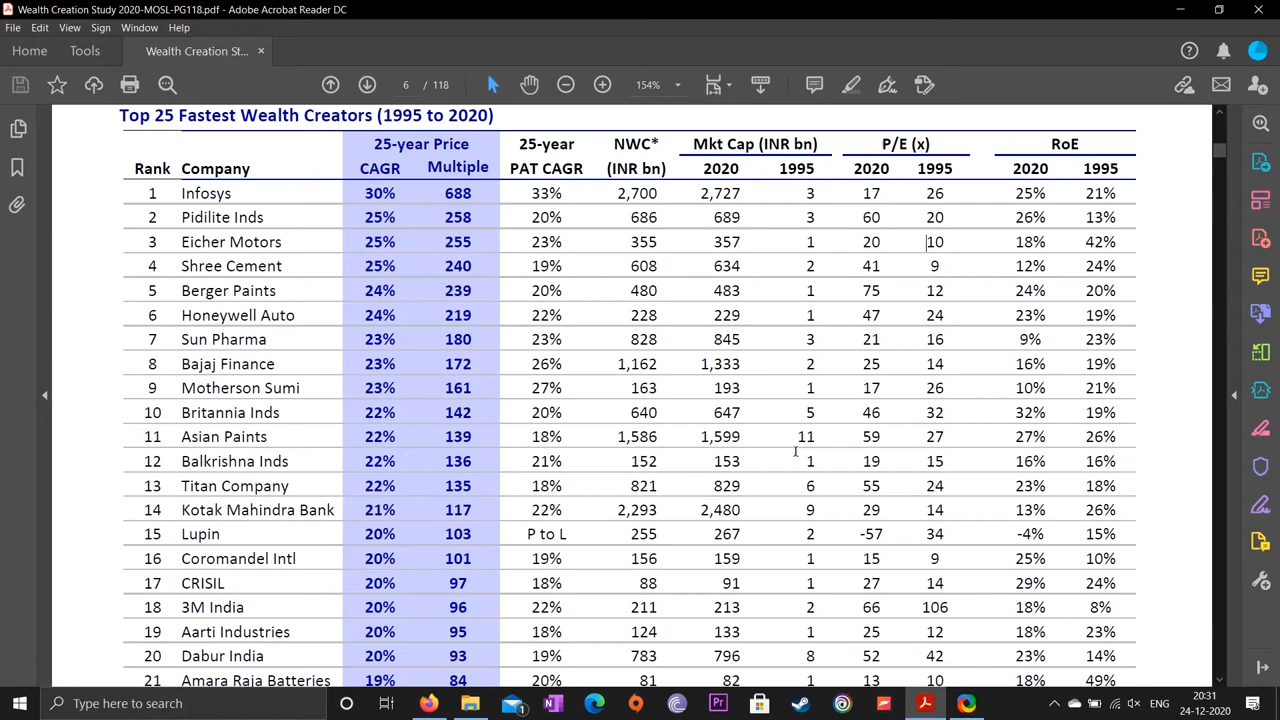 Wealth Creation Study 2020-MOSL-PG118.pdf - Adobe Acrobat Reader DC
File Edit View Sign Window Help
Home Tools Wealth Creation St... ×
6 / 118 154%
Top 25 Fastest Wealth Creators (1995 to 2020)
25-year Price 25-year NWC* Mkt Cap (INR bn) P/E (x) RoE
Rank Company CAGR Multiple PAT CAGR (INR bn) 2020 1995 2020 1995 2020 1995
1 Infosys 30% 688 33% 2,700 2,727 3 17 26 25% 21%
2 Pidilite Inds 25% 258 20% 686 689 3 60 20 26% 13%
3 Eicher Motors 25% 255 23% 355 357 1 20 10 18% 42%
4 Shree Cement 25% 240 19% 608 634 2 41 9 12% 24%
5 Berger Paints 24% 239 20% 480 483 1 75 12 24% 20%
6 Honeywell Auto 24% 219 22% 228 229 1 47 24 23% 19%
7 Sun Pharma 23% 180 23% 828 845 3 21 16 9% 23%
8 Bajaj Finance 23% 172 26% 1,162 1,333 2 25 14 16% 19%
9 Motherson Sumi 23% 161 27% 163 193 1 17 26 10% 21%
10 Britannia Inds 22% 142 20% 640 647 5 46 32 32% 19%
11 Asian Paints 22% 139 18% 1,586 1,599 11 59 27 27% 26%
12 Balkrishna Inds 22% 136 21% 152 153 1 19 15 16% 16%
13 Titan Company 22% 135 18% 821 829 6 55 24 23% 18%
14 Kotak Mahindra Bank 21% 117 22% 2,293 2,480 9 29 14 13% 26%
15 Lupin 20% 103 P to L 255 267 2 -57 34 -4% 15%
16 Coromandel Intl 20% 101 19% 156 159 1 15 9 25% 10%
17 CRISIL 20% 97 18% 88 91 1 27 14 29% 24%
18 3M India 20% 96 22% 211 213 2 66 106 18% 8%
19 Aarti Industries 20% 95 18% 124 133 1 25 12 18% 23%
20 Dabur India 20% 93 19% 783 796 8 52 42 23% 14%
21 Amara Raja Batteries 19% 84 20% 81 82 1 13 10 18% 49%
Type here to search
ENG
20:31
24-12-2020